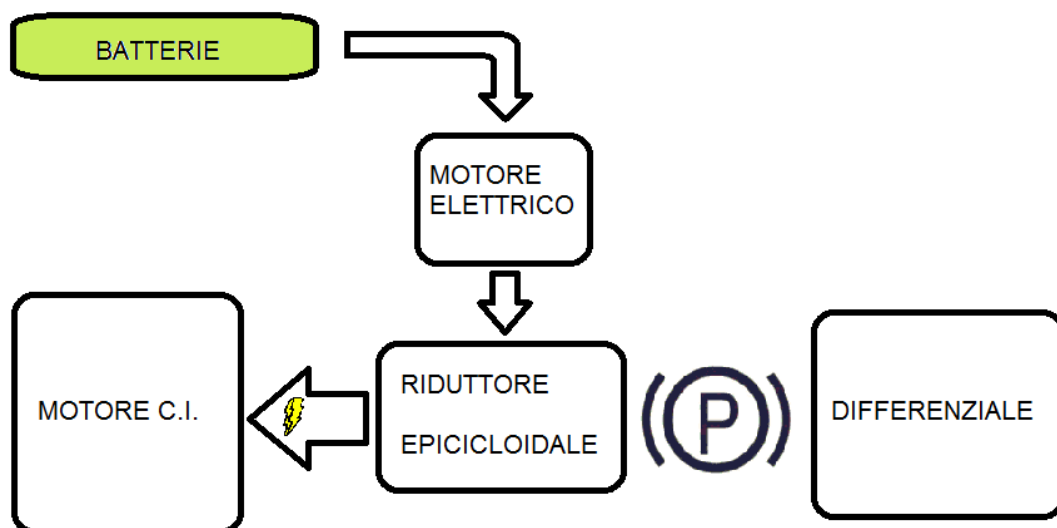 BATTERIE
MOTORE
ELETTRICO
MOTORE C.I.
RIDUTTORE
EPICICLOIDALE
P
DIFFERENZIALE